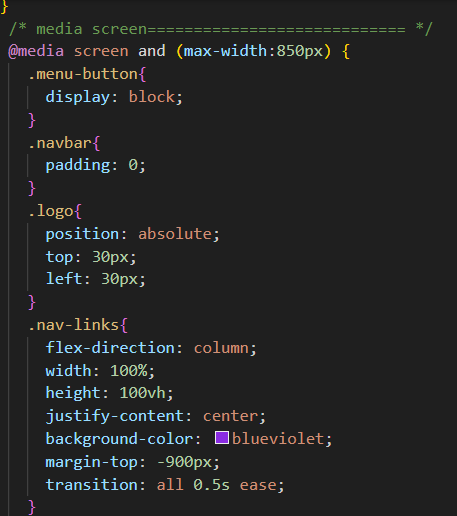 }
/* media screen============================ */
@media screen and (max-width:850px) {
.menu-button{
display: block;
}
.navbar{
padding: 0;
}
.logo{
position: absolute;
top: 30px;
left: 30px;
}
.nav-links{
flex-direction: column;
width: 100%;
height: 100vh;
justify-content: center;
background-color: blueviolet;
margin-top: -900px;
transition: all 0.5s ease;
}